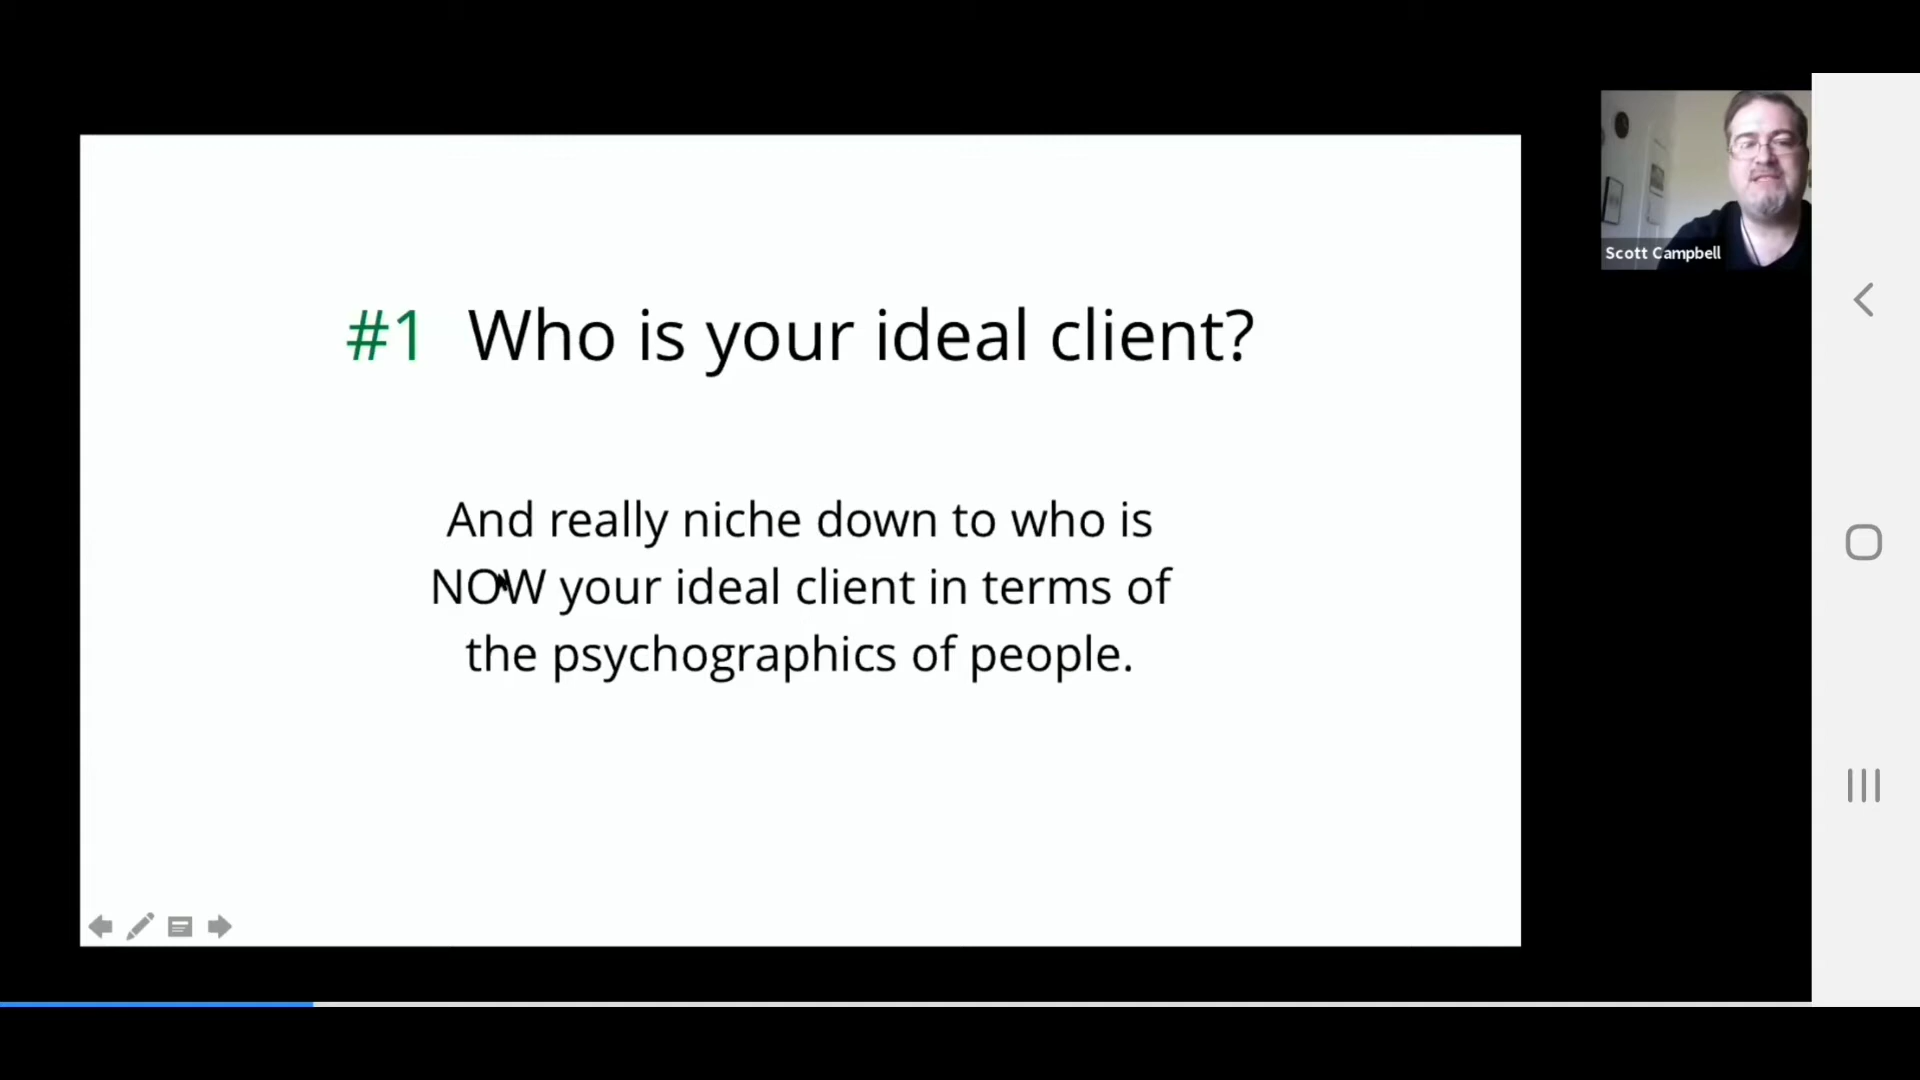 #1 Who is your ideal client?
And really niche down to who is
NOW your ideal client in terms of
the psychographics of people.
Scott Campbell